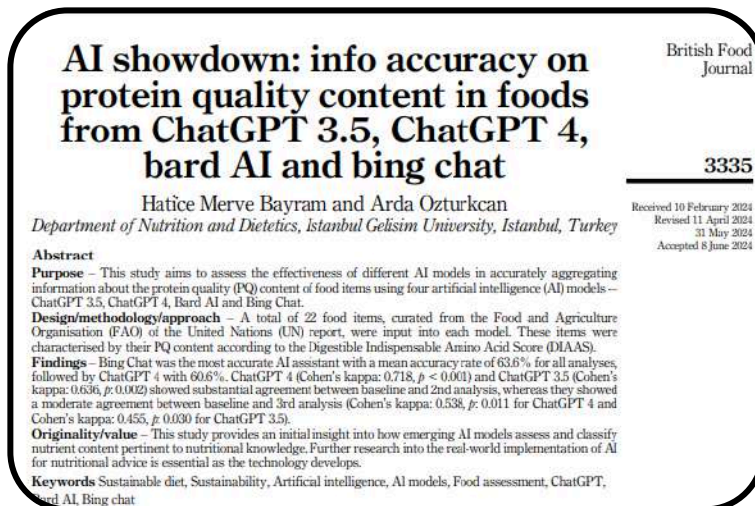 AI showdown: info accuracy on
protein quality content in foods
from ChatGPT 3.5, ChatGPT 4,
bard AI and bing chat
Hatice Merve Bayram and Arda Ozturkcan
Department of Nutrition and Dietetics, Istanbul Gelisim University, Istanbul, Turkey
British Food
Journal
3335
Received 10 February 2024
Revised 11 April 2024
31 May 2024
Accepted 8 June 2024
Abstract
Purpose – This study aims to assess the effectiveness of different AI models in accurately aggregating
information about the protein quality (PQ) content of food items using four artificial intelligence (AI) models –
ChatGPT 3.5, ChatGPT 4, Bard AI and Bing Chat.
Design/methodology/approach – A total of 22 food items, curated from the Food and Agriculture
Organisation (FAO) of the United Nations (UN) report, were input into each model. These items were
characterised by their PQ content according to the Digestible Indispensable Amino Acid Score (DIAAS).
Findings – Bing Chat was the most accurate AI assistant with a mean accuracy rate of 63.6% for all analyses,
followed by ChatGPT 4 with 60.6%. ChatGPT 4 (Cohen's kappa: 0.718, p < 0.001) and ChatGPT 3.5 (Cohen's
kappa: 0.636, p: 0.002) showed substantial agreement between baseline and 2nd analysis, whereas they showed
a moderate agreement between baseline and 3rd analysis (Cohen's kappa: 0.538, p: 0.011 for ChatGPT 4 and
Cohen's kappa: 0.455, p: 0.030 for ChatGPT 3.5).
Originality/value – This study provides an initial insight into how emerging AI models assess and classify
nutrient content pertinent to nutritional knowledge. Further research into the real-world implementation of AI
for nutritional advice is essential as the technology develops.
Keywords Sustainable diet, Sustainability, Artificial intelligence, AI models, Food assessment, ChatGPT,
Bard AI, Bing chat